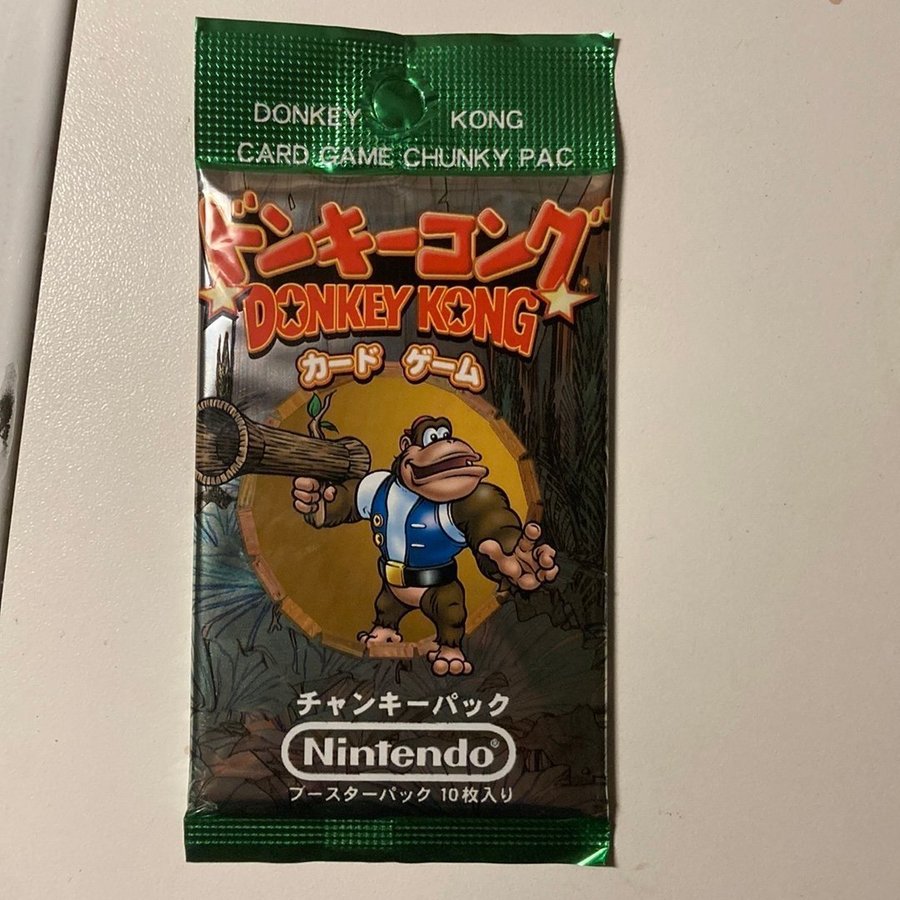 DONKEY KONG
CARD GAME CHUNKY PAC
ドンキーコング
DONKEY KONG
カード ゲーム
チャンキーパック
Nintendo®
ブースターパック 10枚入り